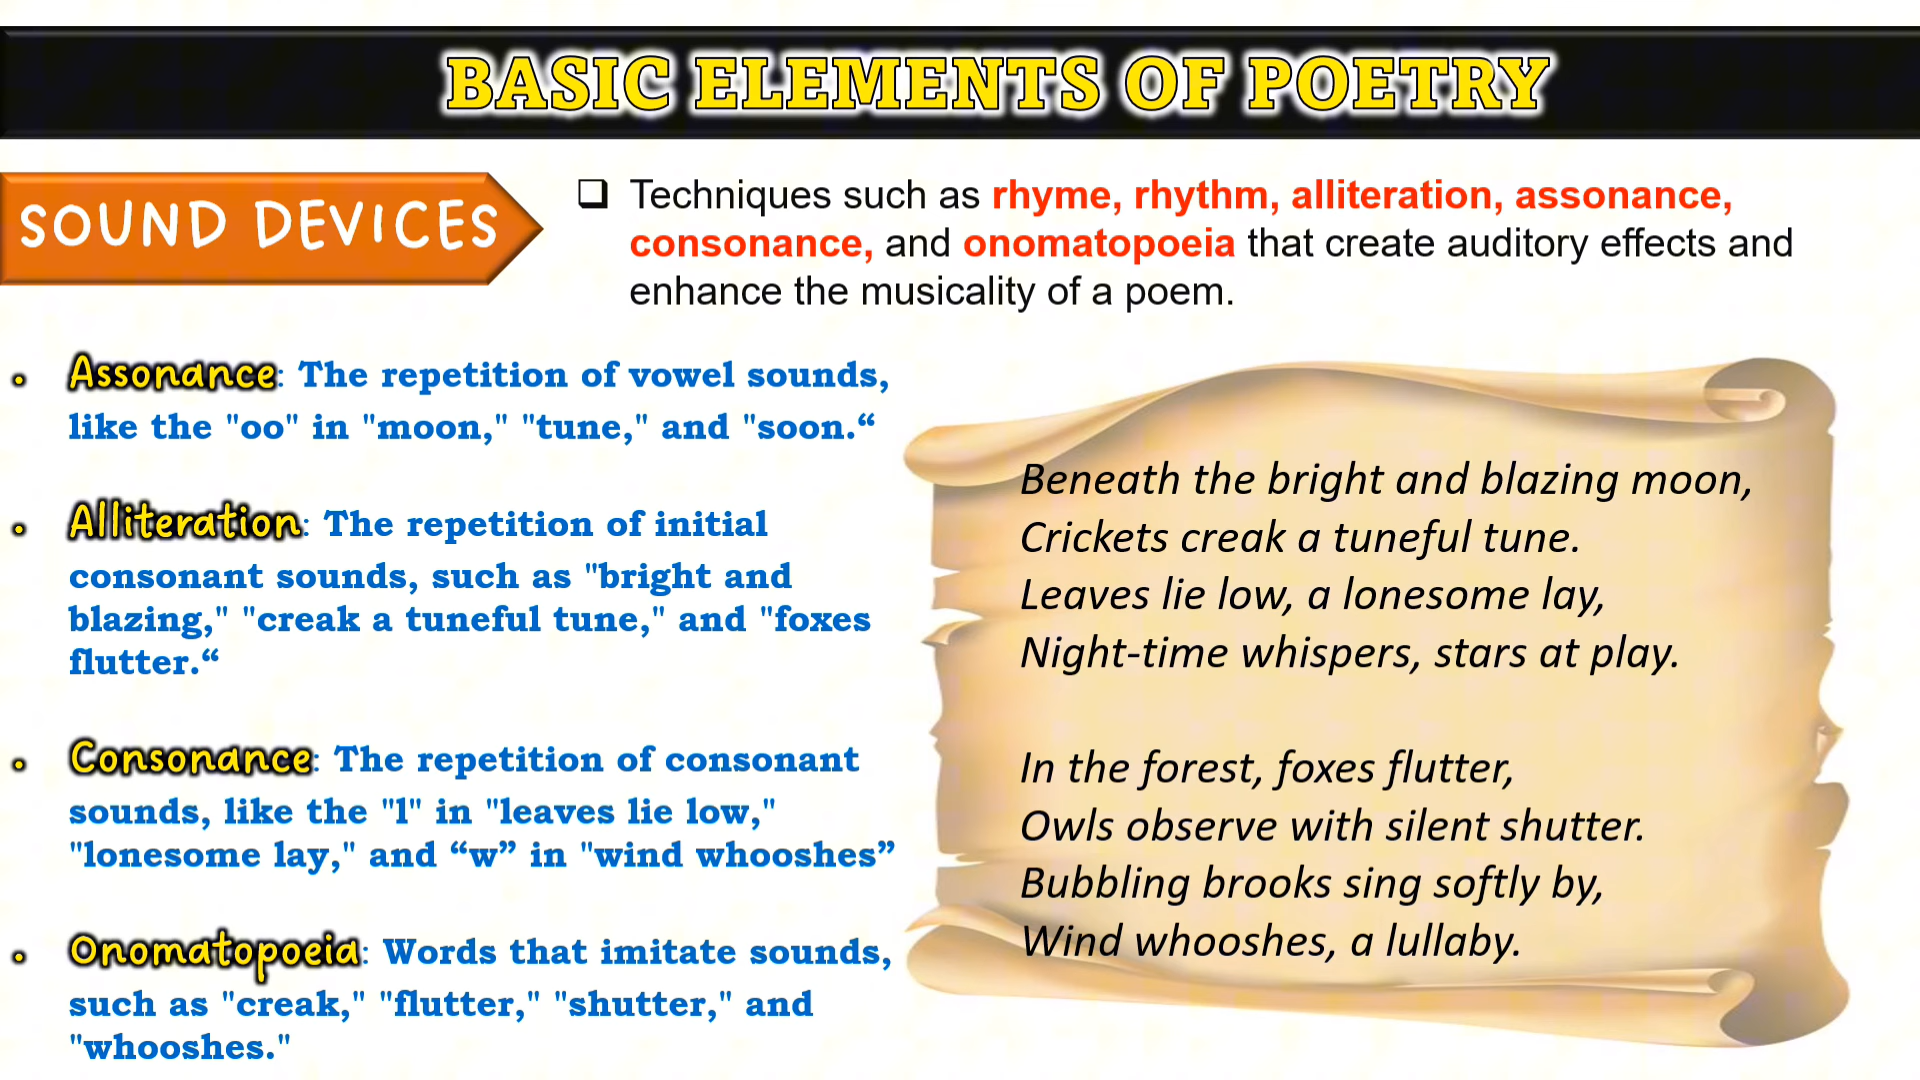 BASIC ELEMENTS OF POETRY
SOUND DEVICES
❑ Techniques such as rhyme, rhythm, alliteration, assonance,
consonance, and onomatopoeia that create auditory effects and
enhance the musicality of a poem.
• Assonance: The repetition of vowel sounds,
like the "oo" in "moon," "tune," and "soon.“
• Alliteration: The repetition of initial
consonant sounds, such as "bright and
blazing," "creak a tuneful tune," and "foxes
flutter.“
• Consonance: The repetition of consonant
sounds, like the "l" in "leaves lie low,"
"lonesome lay," and “w” in "wind whooshes”
• Onomatopoeia: Words that imitate sounds,
such as "creak," "flutter," "shutter," and
"whooshes."
Beneath the bright and blazing moon,
Crickets creak a tuneful tune.
Leaves lie low, a lonesome lay,
Night-time whispers, stars at play.
In the forest, foxes flutter,
Owls observe with silent shutter.
Bubbling brooks sing softly by,
Wind whooshes, a lullaby.